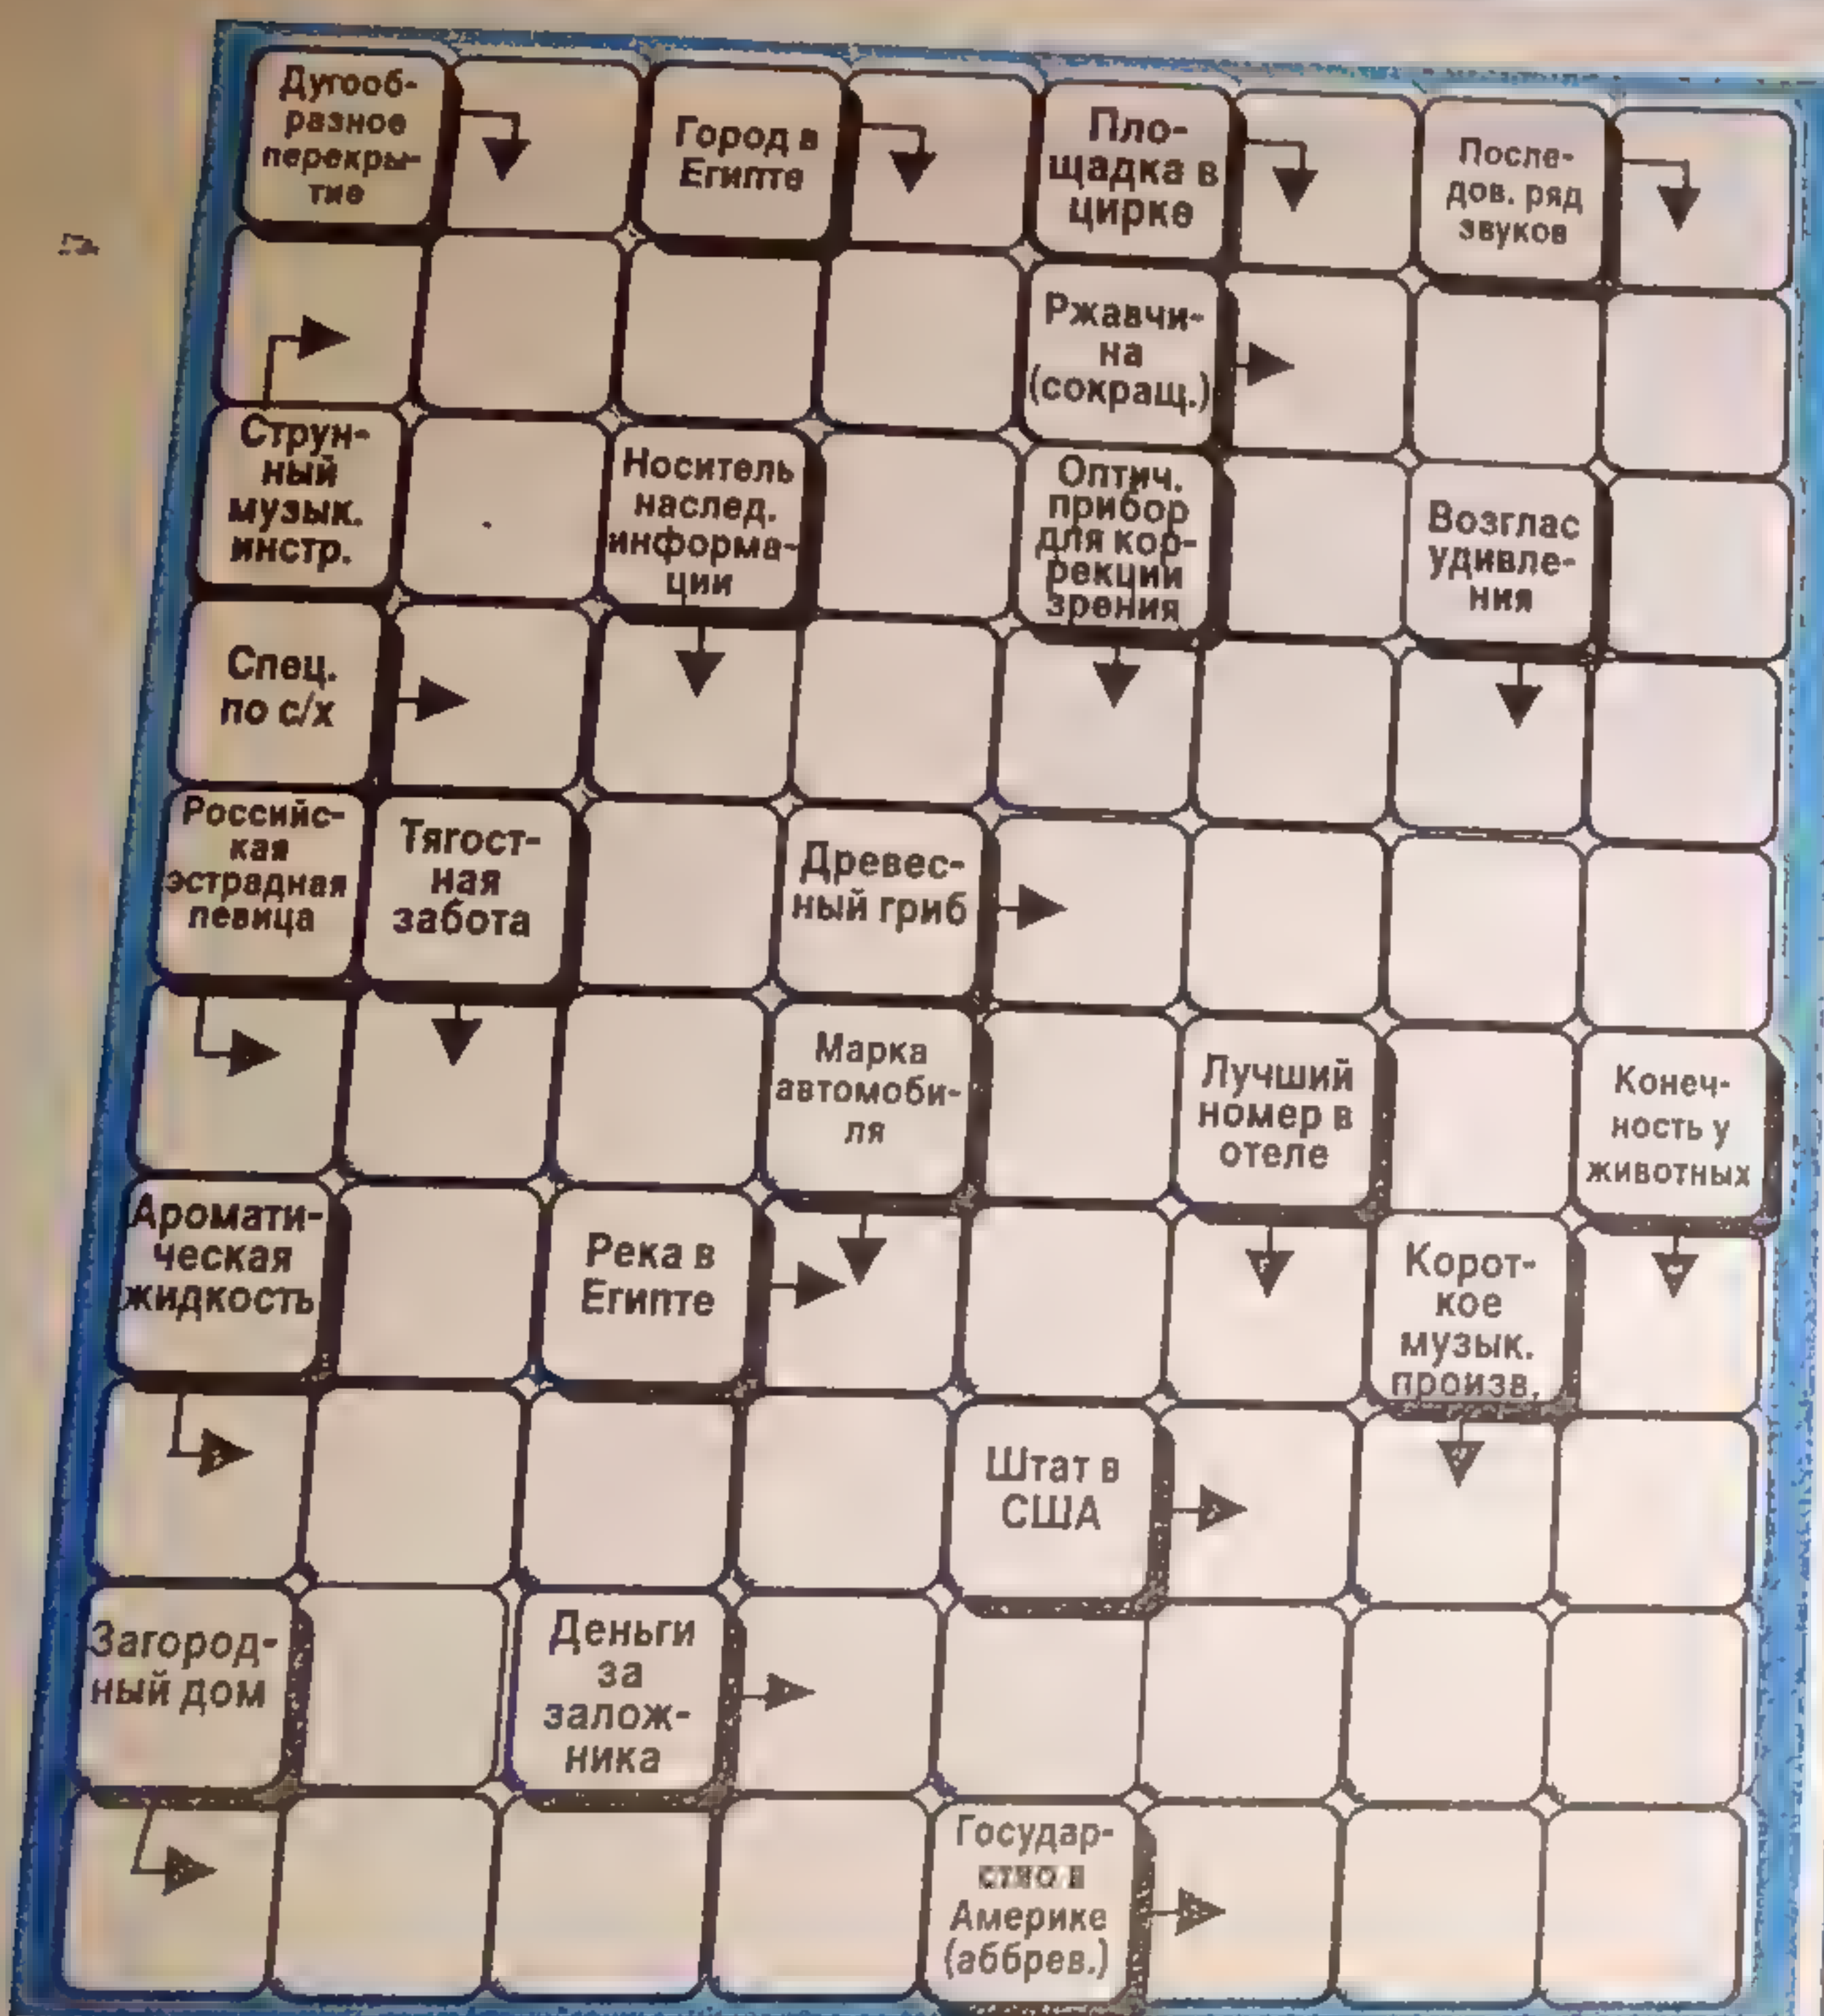 Дугооб-
разное
перекры-
тие
Город в
Египте
Пло-
щадка в
цирке
После-
дов. ряд
звуков
Ржавчи-
на
(сокращ.)
Струн-
ный
музык.
инстр.
Носитель
наслед.
информа-
ции
Оптич.
прибор
для кор-
рекции
зрения
Возглас
удивле-
ния
Спец.
по с/х
Российс-
кая
эстрадная
певица
Тягост-
ная
забота
Древес-
ный гриб
Марка
автомоби-
ля
Лучший
номер в
отеле
Конеч-
ность у
животных
Аромати-
ческая
жидкость
Река в
Египте
Корот-
кое
музык.
произв.
Штат в
США
Загород-
ный дом
Деньги
за
залож-
ника
Государ-
ство в
Америке
(аббрев.)